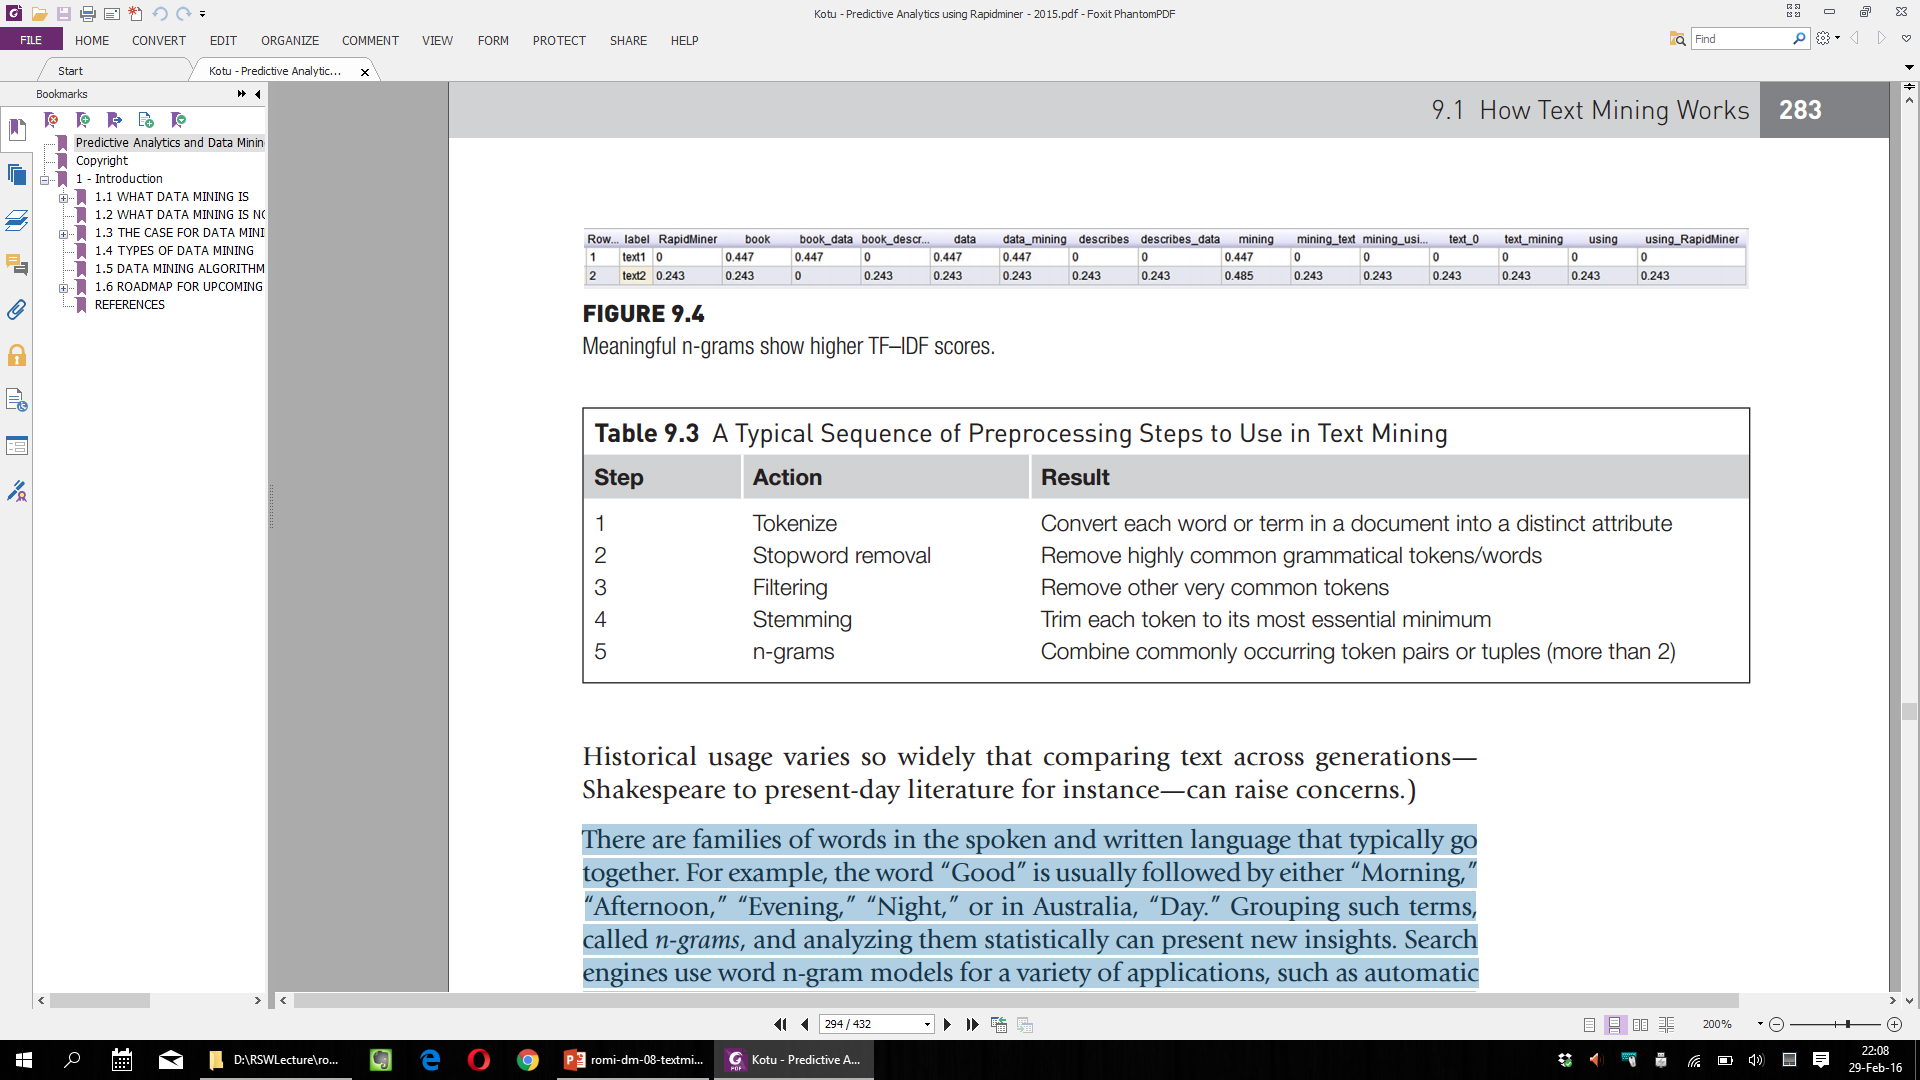 Kotu - Predictive Analytics using Rapidminer - 2015.pdf - Foxit PhantomPDF
FILE HOME CONVERT EDIT ORGANIZE COMMENT VIEW FORM PROTECT SHARE HELP
Find
Start
Kotu - Predictive Analytic...
Bookmarks
Predictive Analytics and Data Minin
Copyright
1 - Introduction
1.1 WHAT DATA MINING IS
1.2 WHAT DATA MINING IS NO
1.3 THE CASE FOR DATA MINI
1.4 TYPES OF DATA MINING
1.5 DATA MINING ALGORITHM
1.6 ROADMAP FOR UPCOMING
REFERENCES
9.1 How Text Mining Works 283
Row... label RapidMiner book book_data book_descr... data data_mining describes describes_data mining mining_text mining_usi... text_0 text_mining using using_RapidMiner
1 text1 0 0.447 0.447 0 0.447 0.447 0 0 0.447 0 0 0 0 0 0
2 text2 0.243 0.243 0 0.243 0.243 0.243 0.243 0.243 0.485 0.243 0.243 0.243 0.243 0.243 0.243
FIGURE 9.4
Meaningful n-grams show higher TF–IDF scores.
Table 9.3 A Typical Sequence of Preprocessing Steps to Use in Text Mining
Step Action Result
1 Tokenize Convert each word or term in a document into a distinct attribute
2 Stopword removal Remove highly common grammatical tokens/words
3 Filtering Remove other very common tokens
4 Stemming Trim each token to its most essential minimum
5 n-grams Combine commonly occurring token pairs or tuples (more than 2)
Historical usage varies so widely that comparing text across generations—
Shakespeare to present-day literature for instance—can raise concerns.)
There are families of words in the spoken and written language that typically go
together. For example, the word “Good” is usually followed by either “Morning,”
“Afternoon,” “Evening,” “Night,” or in Australia, “Day.” Grouping such terms,
called n-grams, and analyzing them statistically can present new insights. Search
engines use word n-gram models for a variety of applications, such as automatic
294 / 432
200%
D:\RSWLecture\ro...
romi-dm-08-textmi...
Kotu - Predictive A...
22:08
29-Feb-16